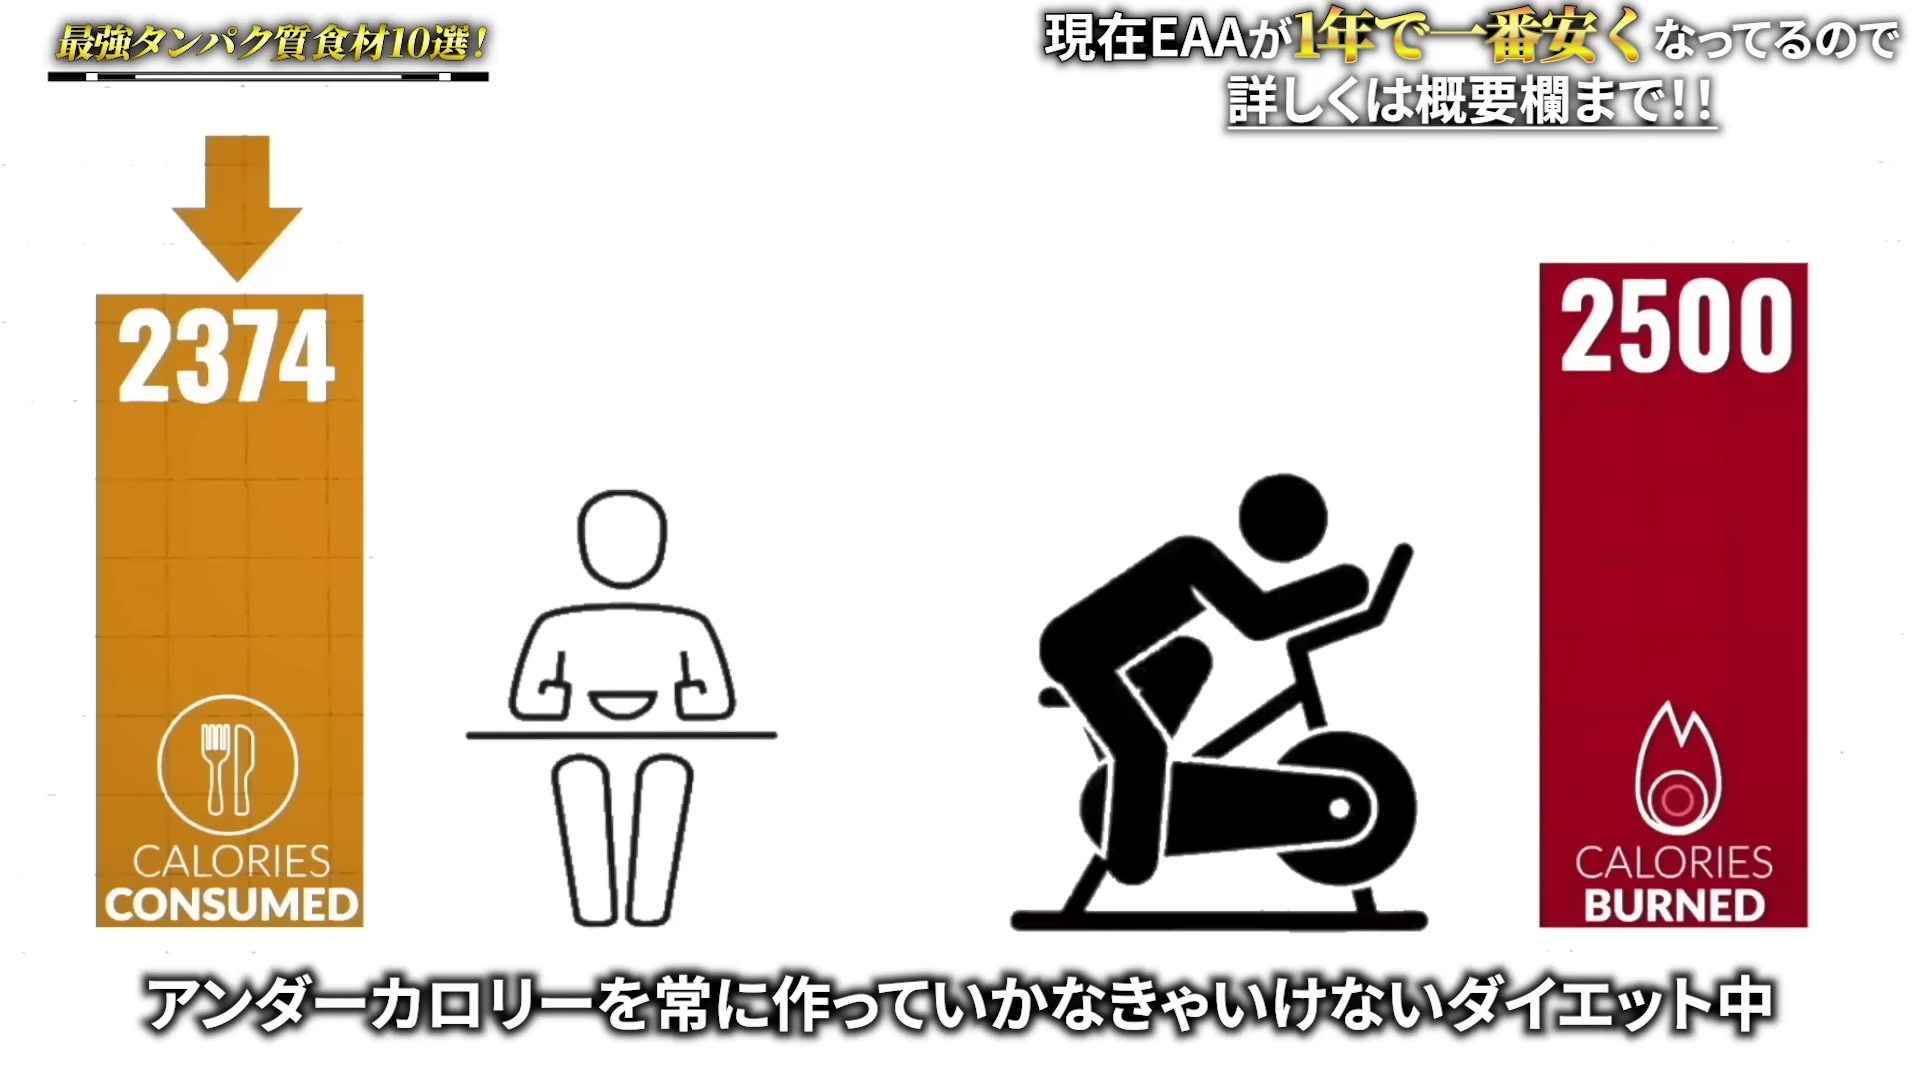 最強タンパク質食材10選!
現在EAAが1年で一番安くなってるので
詳しくは概要欄まで!!
2374
CALORIES
CONSUMED
2500
CALORIES
BURNED
アンダーカロリーを常に作っていかなきゃいけないダイエット中